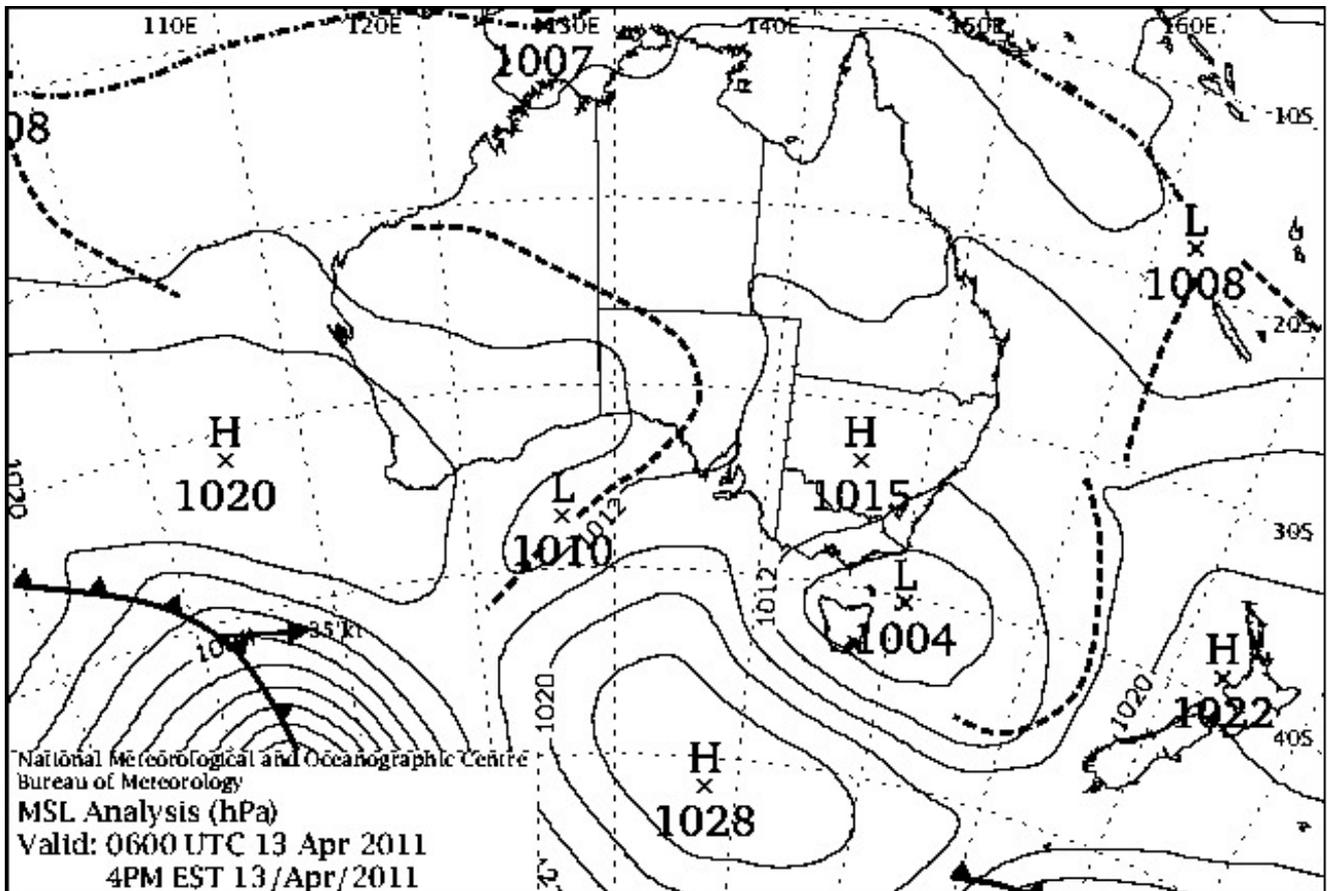 110E 120E 130E 140E 150E 160E
1007
10S
08
L
1008
20S
H
1020
H
1015
1020
L
1010
1012
30S
1012
L
1004
35 kt
H
1022
1020
1020
40S
H
1028
National Meteorological and Oceanographic Centre
Bureau of Meteorology
MSL Analysis (hPa)
Valid: 0600 UTC 13 Apr 2011
4PM EST 13/Apr/2011